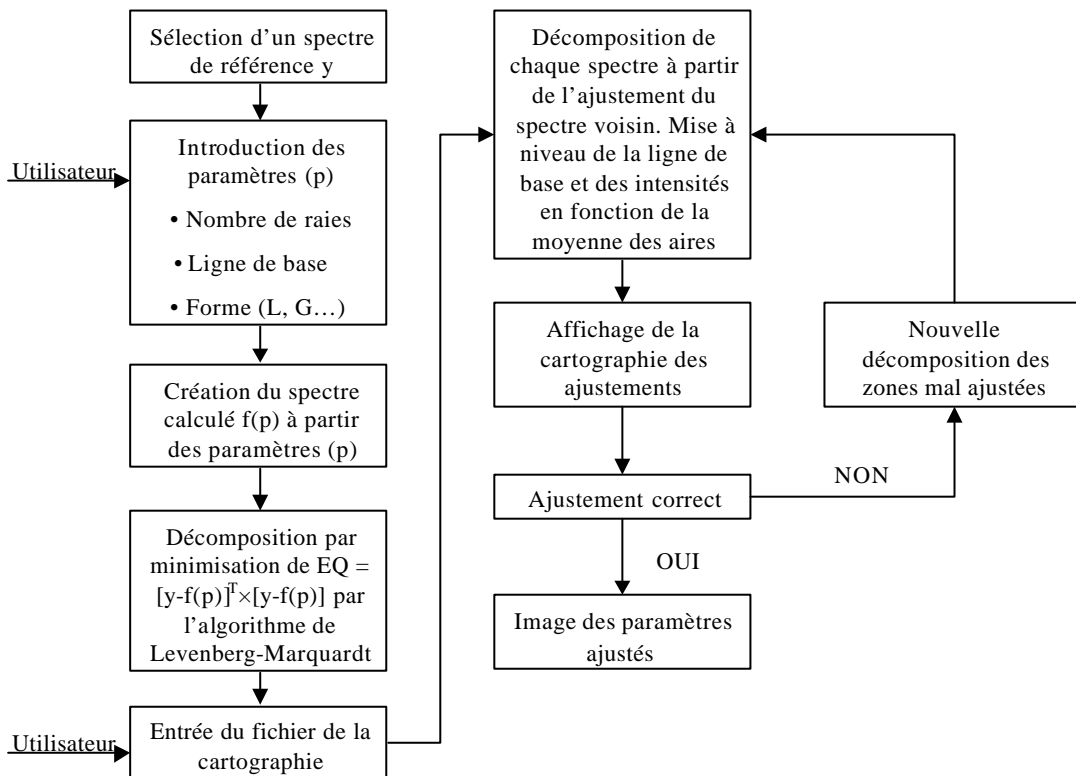 Sélection d’un spectre
de référence y
Utilisateur
Introduction des
paramètres (p)
• Nombre de raies
• Ligne de base
• Forme (L, G…)
Création du spectre
calculé f(p) à partir
des paramètres (p)
Décomposition par
minimisation de EQ =
[y-f(p)]ᵀ×[y-f(p)] par
l’algorithme de
Levenberg-Marquardt
Utilisateur
Entrée du fichier de la
cartographie
Décomposition de
chaque spectre à partir
de l’ajustement du
spectre voisin. Mise à
niveau de la ligne de
base et des intensités
en fonction de la
moyenne des aires
Affichage de la
cartographie des
ajustements
Ajustement correct
NON
Nouvelle
décomposition des
zones mal ajustées
OUI
Image des paramètres
ajustés